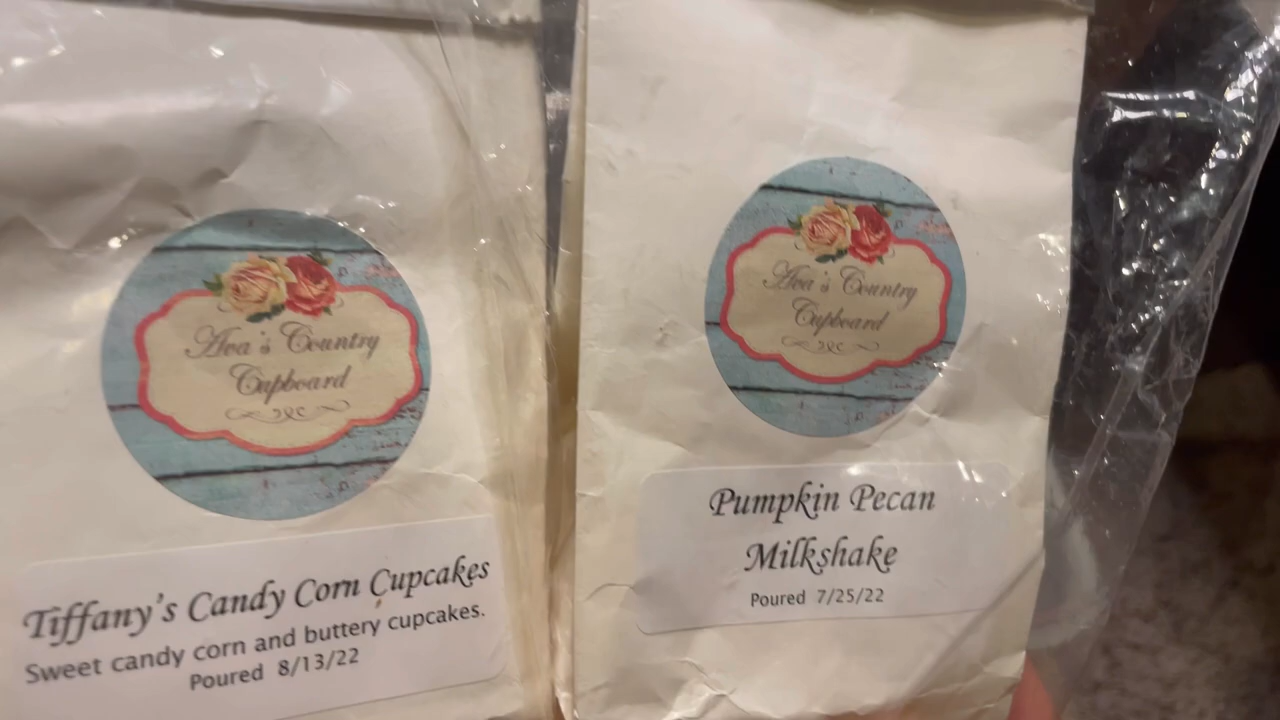 Ava's Country
Cupboard
Tiffany's Candy Corn Cupcakes
Sweet candy corn and buttery cupcakes.
Poured 8/13/22
Ava's Country
Cupboard
Pumpkin Pecan
Milkshake
Poured 7/25/22